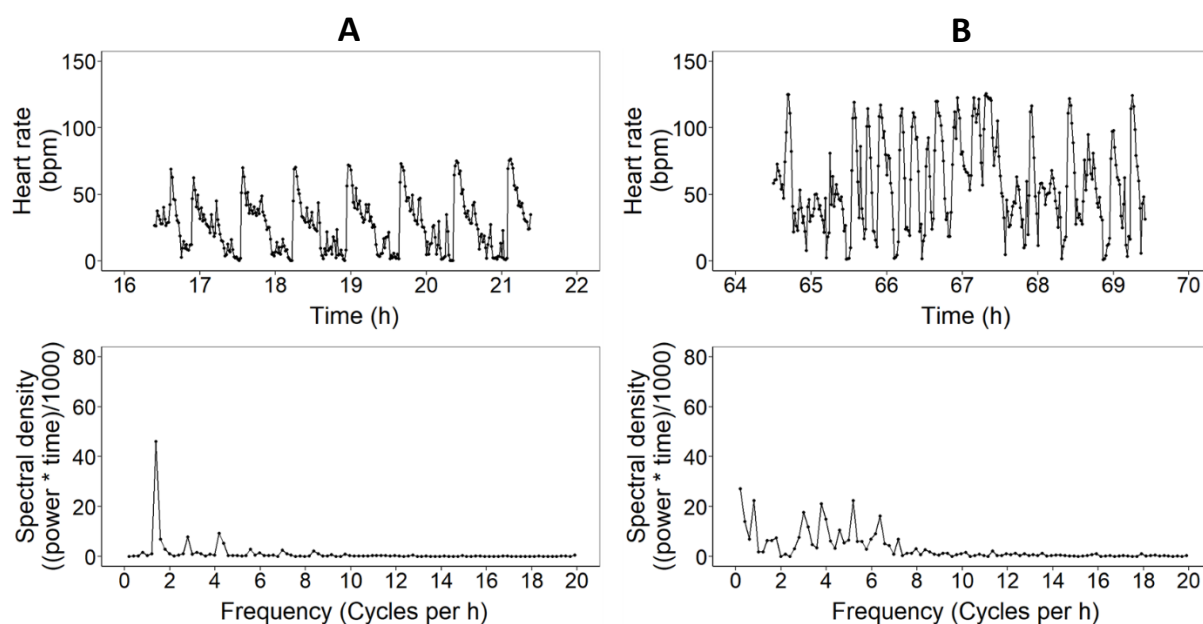 A
B
Heart rate
(bpm)
150
100
50
0
16 17 18 19 20 21 22
Time (h)
Heart rate
(bpm)
150
100
50
0
64 65 66 67 68 69 70
Time (h)
Spectral density
((power * time)/1000)
80
60
40
20
0
0 2 4 6 8 10 12 14 16 18 20
Frequency (Cycles per h)
Spectral density
((power * time)/1000)
80
60
40
20
0
0 2 4 6 8 10 12 14 16 18 20
Frequency (Cycles per h)